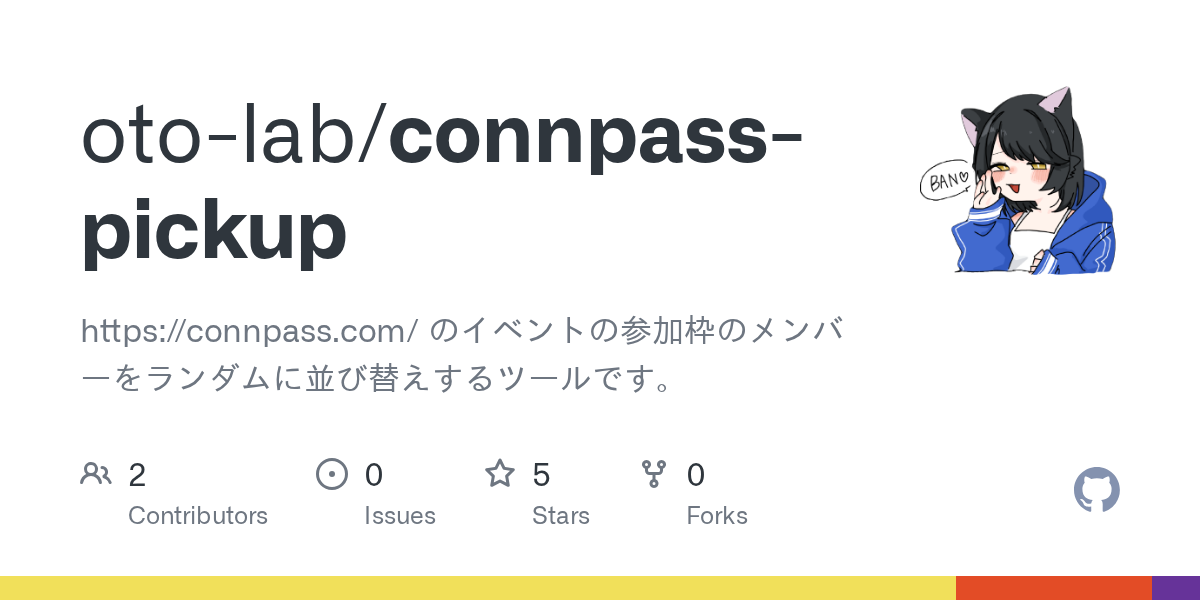 oto-lab/connpass-
pickup
BAN♡
https://connpass.com/ のイベントの参加枠のメンバ
ーをランダムに並び替えするツールです。
2
Contributors
0
Issues
5
Stars
0
Forks